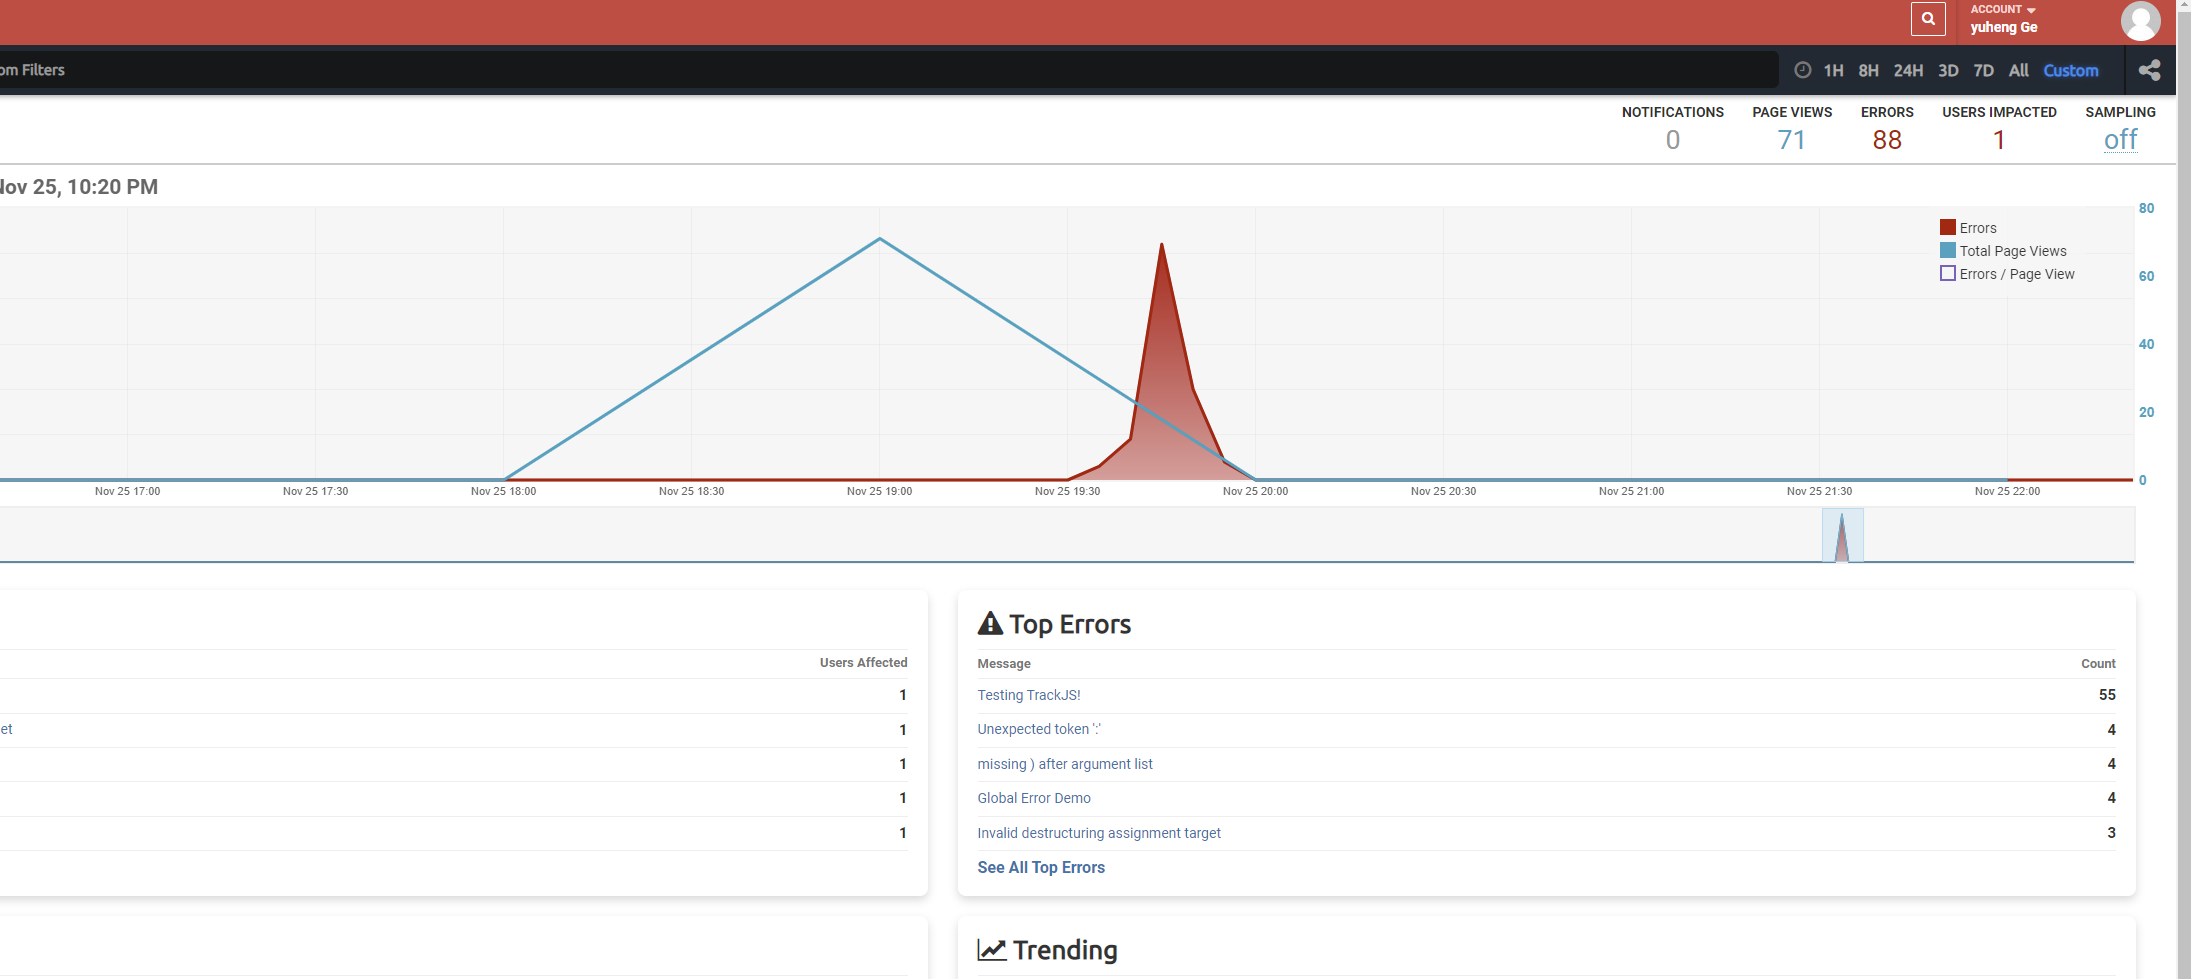 ACCOUNT
yuheng Ge
om Filters
1H 8H 24H 3D 7D All Custom
NOTIFICATIONS PAGE VIEWS ERRORS USERS IMPACTED SAMPLING
0 71 88 1 off
Nov 25, 10:20 PM
80
60
40
20
0
Errors
Total Page Views
Errors / Page View
Nov 25 17:00 Nov 25 17:30 Nov 25 18:00 Nov 25 18:30 Nov 25 19:00 Nov 25 19:30 Nov 25 20:00 Nov 25 20:30 Nov 25 21:00 Nov 25 21:30 Nov 25 22:00
Users Affected
1
et 1
1
1
1
Top Errors
Message Count
Testing TrackJS! 55
Unexpected token ':' 4
missing ) after argument list 4
Global Error Demo 4
Invalid destructuring assignment target 3
See All Top Errors
Trending